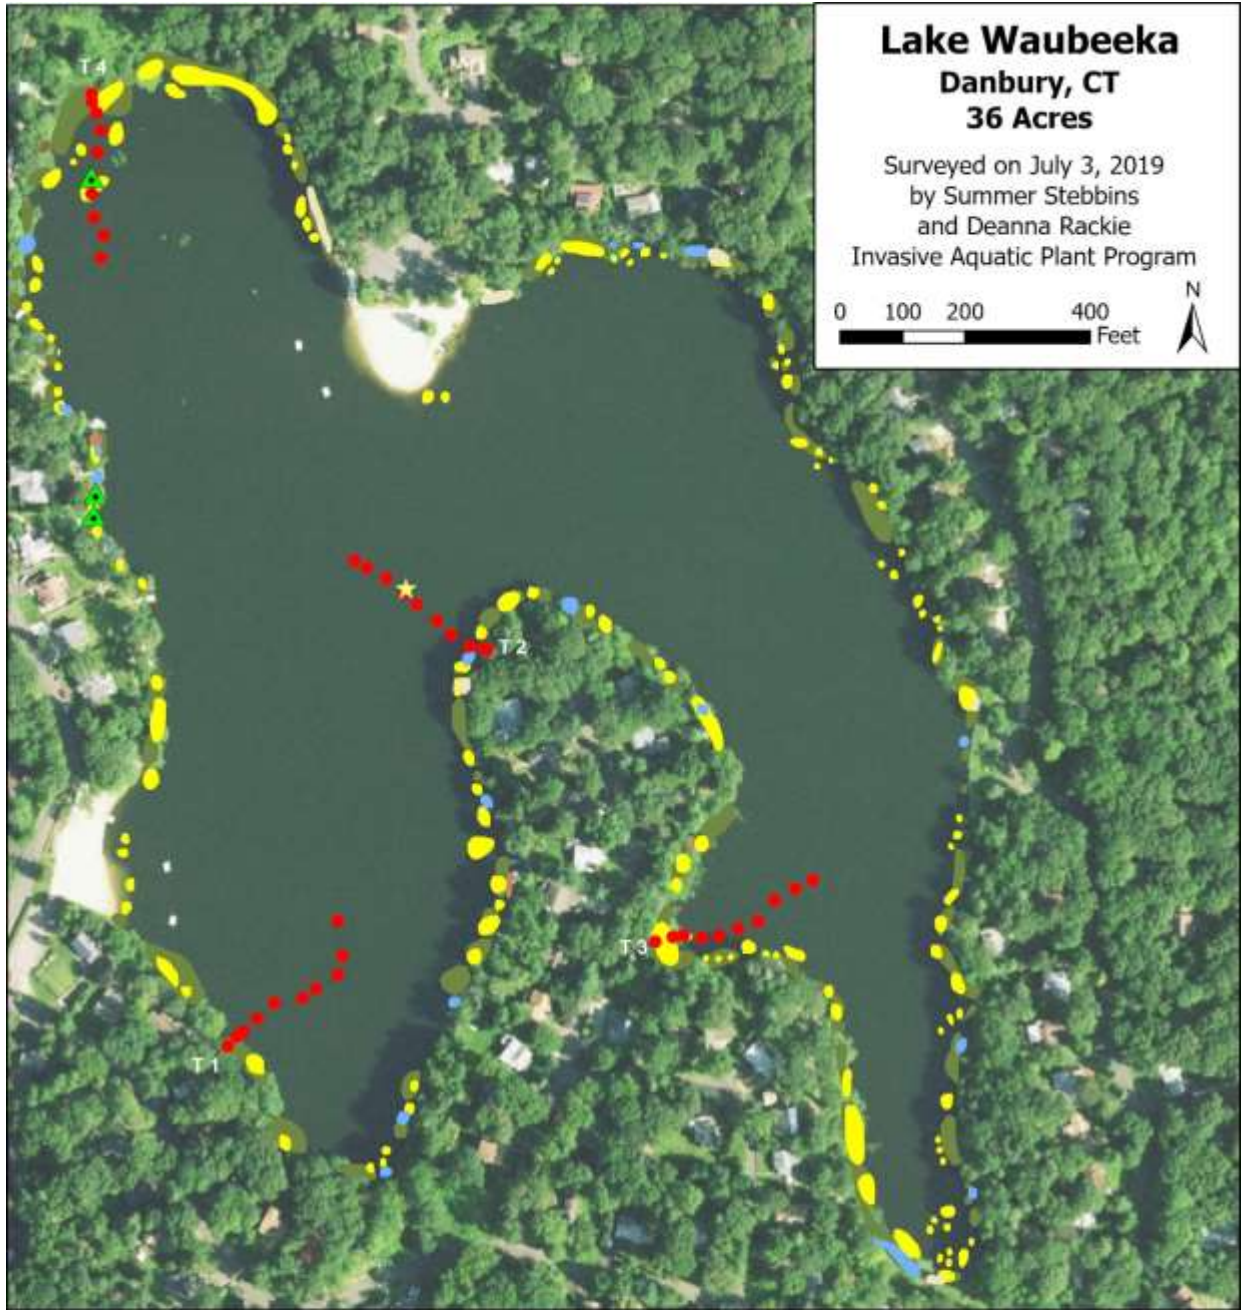 Lake Waubeeka
Danbury, CT
36 Acres
Surveyed on July 3, 2019
by Summer Stebbins
and Deanna Rackie
Invasive Aquatic Plant Program
N
0 100 200 400
Feet
T 4
T 2
T 3
T 1